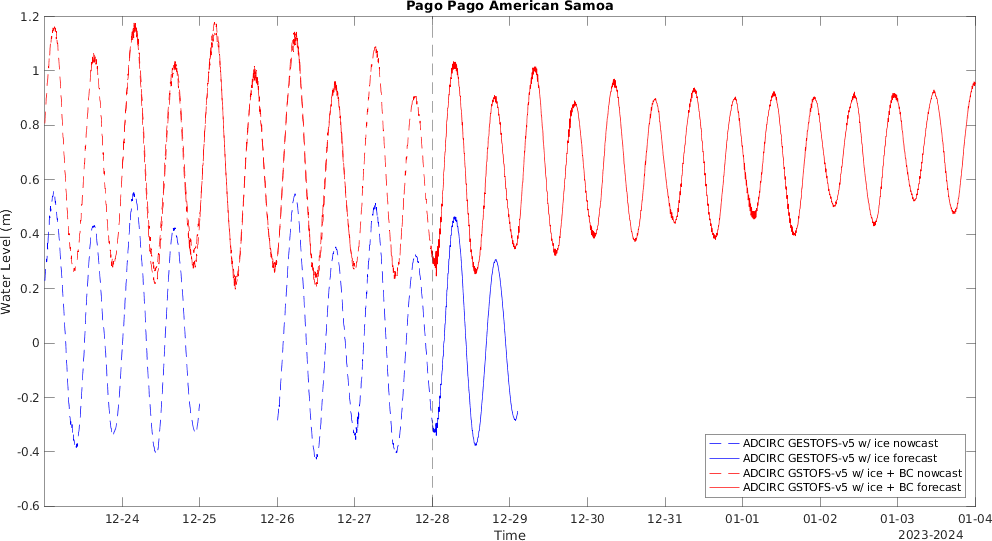 Pago Pago American Samoa
1.2
1
0.8
0.6
0.4
0.2
0
-0.2
-0.4
-0.6
Water Level (m)
ADCIRC GESTOFS-v5 w/ ice nowcast
ADCIRC GESTOFS-v5 w/ ice forecast
ADCIRC GSTOFS-v5 w/ ice + BC nowcast
ADCIRC GSTOFS-v5 w/ ice + BC forecast
12-24 12-25 12-26 12-27 12-28 12-29 12-30 12-31 01-01 01-02 01-03 01-04
Time
2023-2024